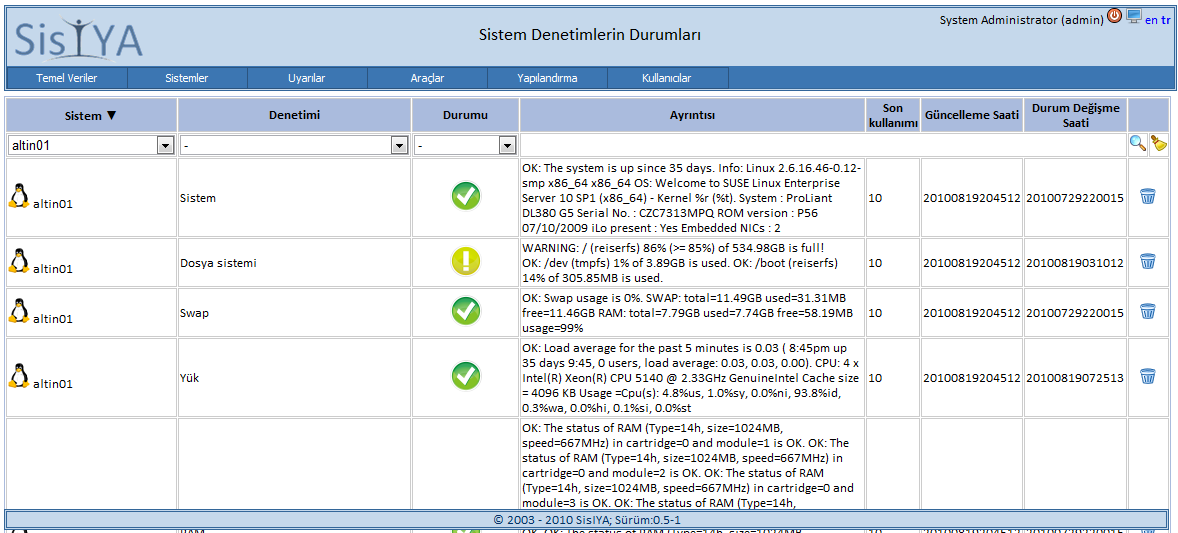 SisIYA
Sistem Denetimlerin Durumları
System Administrator (admin) en tr
Temel Veriler Sistemler Uyarılar Araçlar Yapılandırma Kullanıcılar
Sistem ▼ Denetimi Durumu Ayrıntısı Son kullanımı Güncelleme Saati Durum Değişme Saati
altin01 - -
altin01
Sistem
OK: The system is up since 35 days. Info: Linux 2.6.16.46-0.12-
smp x86_64 x86_64 OS: Welcome to SUSE Linux Enterprise
Server 10 SP1 (x86_64) - Kernel %r (%t). System : ProLiant
DL380 G5 Serial No. : CZC7313MPQ ROM version : P56
07/10/2009 iLo present : Yes Embedded NICs : 2
10 20100819204512 20100729220015
altin01
Dosya sistemi
WARNING: / (reiserfs) 86% (>= 85%) of 534.98GB is full!
OK: /dev (tmpfs) 1% of 3.89GB is used. OK: /boot (reiserfs)
14% of 305.85MB is used.
10 20100819204512 20100819031012
altin01
Swap
OK: Swap usage is 0%. SWAP: total=11.49GB used=31.31MB
free=11.46GB RAM: total=7.79GB used=7.74GB free=58.19MB
usage=99%
10 20100819204512 20100729220015
altin01
Yük
OK: Load average for the past 5 minutes is 0.03 ( 8:45pm up
35 days 9:45, 0 users, load average: 0.03, 0.03, 0.00). CPU: 4 x
Intel(R) Xeon(R) CPU 5140 @ 2.33GHz GenuineIntel Cache size
= 4096 KB Usage =Cpu(s): 4.8%us, 1.0%sy, 0.0%ni, 93.8%id,
0.3%wa, 0.0%hi, 0.1%si, 0.0%st
10 20100819204512 20100819072513
OK: The status of RAM (Type=14h, size=1024MB,
speed=667MHz) in cartridge=0 and module=1 is OK. OK: The
status of RAM (Type=14h, size=1024MB, speed=667MHz) in
cartridge=0 and module=2 is OK. OK: The status of RAM
(Type=14h, size=1024MB, speed=667MHz) in cartridge=0 and
module=3 is OK. OK: The status of RAM (Type=14h,
© 2003 - 2010 SisIYA; Sürüm:0.5-1